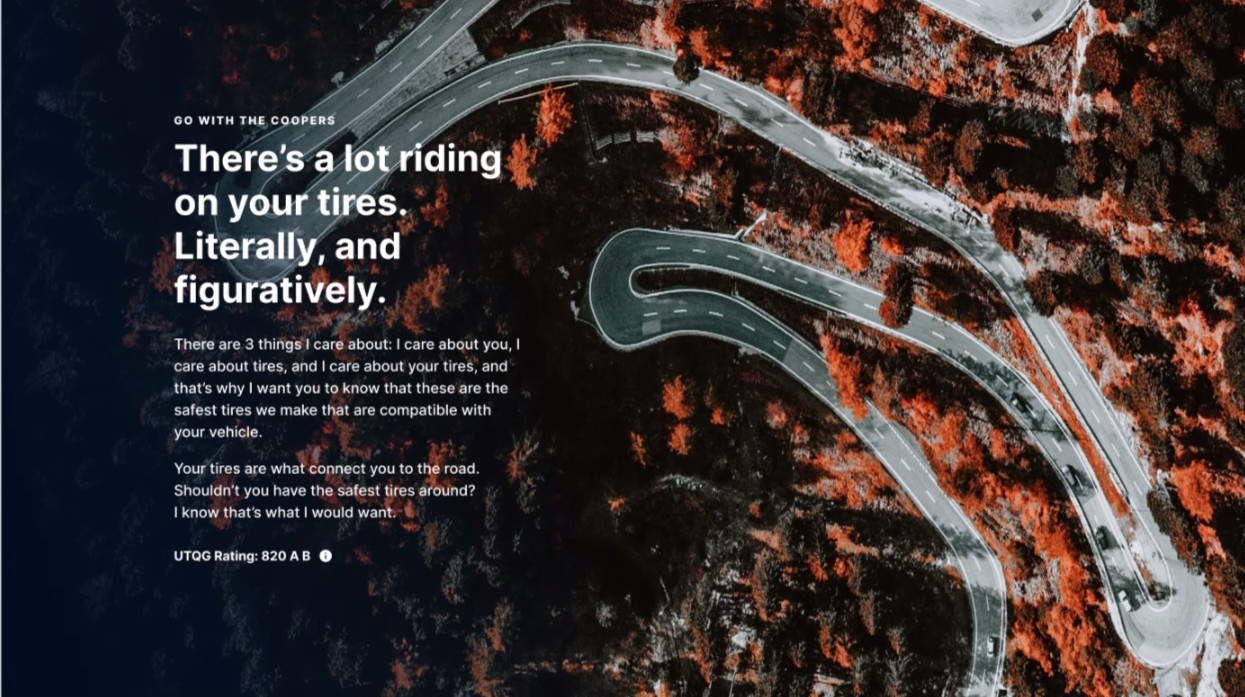 GO WITH THE COOPERS
There’s a lot riding
on your tires.
Literally, and
figuratively.
There are 3 things I care about: I care about you, I
care about tires, and I care about your tires, and
that’s why I want you to know that these are the
safest tires we make that are compatible with
your vehicle.
Your tires are what connect you to the road.
Shouldn’t you have the safest tires around?
I know that’s what I would want.
UTQG Rating: 820 A B i